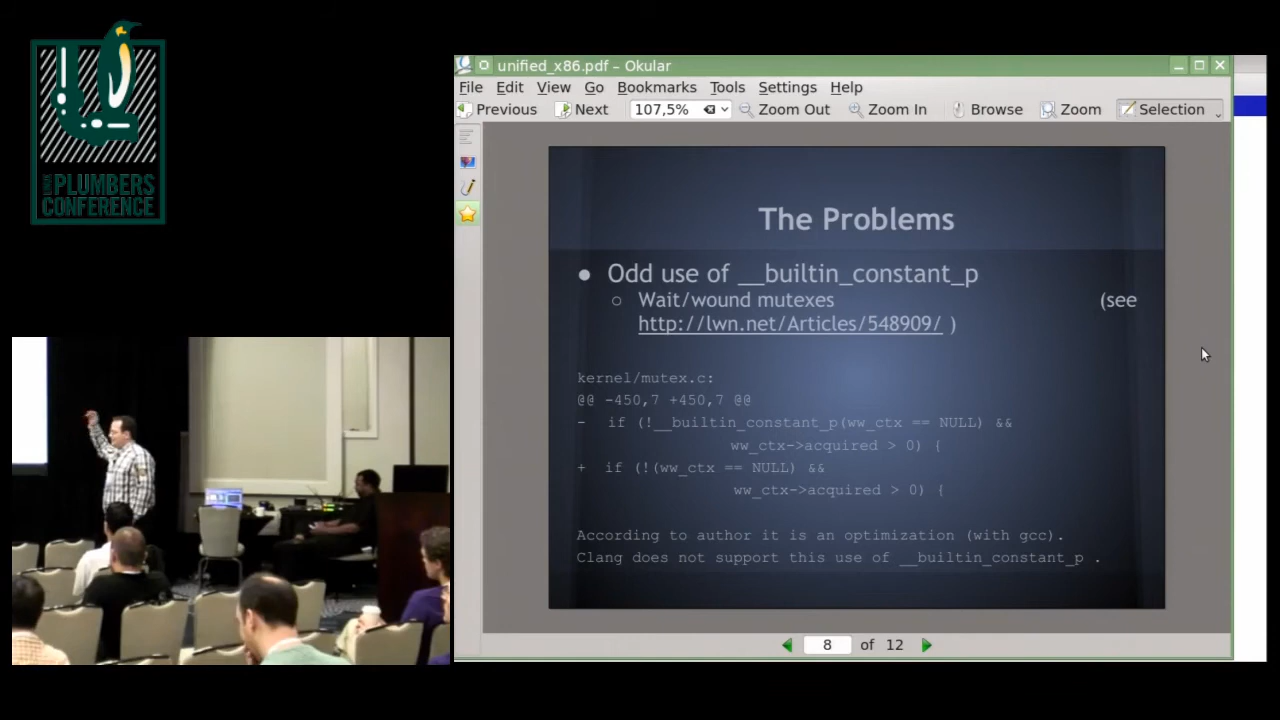 LINUX
PLUMBERS
CONFERENCE
unified_x86.pdf – Okular
File Edit View Go Bookmarks Tools Settings Help
Previous Next 107,5% Zoom Out Zoom In Browse Zoom Selection
The Problems
● Odd use of __builtin_constant_p
○ Wait/wound mutexes (see
http://lwn.net/Articles/548909/ )
kernel/mutex.c:
@@ -450,7 +450,7 @@
- if (!__builtin_constant_p(ww_ctx == NULL) &&
ww_ctx->acquired > 0) {
+ if (!(ww_ctx == NULL) &&
ww_ctx->acquired > 0) {
According to author it is an optimization (with gcc).
Clang does not support this use of __builtin_constant_p .
8 of 12